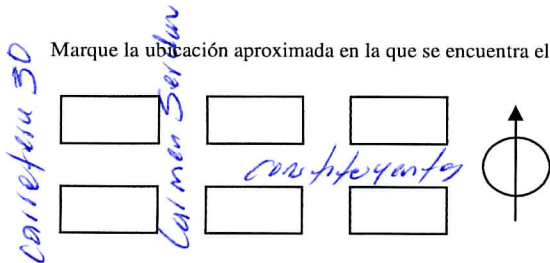 Marque la ubicación aproximada en la que se encuentra el
carretera 30
Carmen Serdan
constituyentes